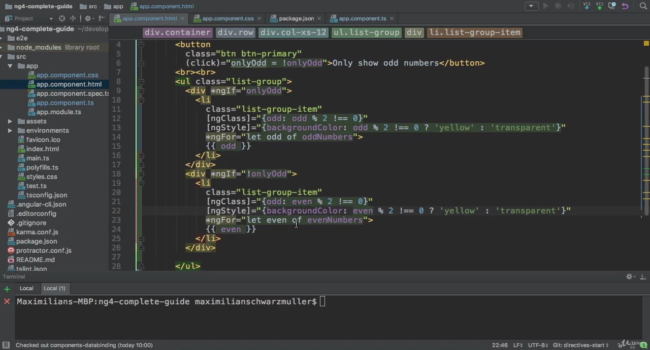 ng4-complete-guide
src
app
app.component.html
Project
app.component.html
app.component.css
package.json
app.component.ts
ng4-complete-guide ~/develop
e2e
node_modules library root
src
app
app.component.css
app.component.html
app.component.spec.ts
app.component.ts
app.module.ts
assets
environments
favicon.ico
index.html
main.ts
polyfills.ts
styles.css
test.ts
tsconfig.json
.angular-cli.json
.editorconfig
.gitignore
karma.conf.js
package.json
protractor.conf.js
README.md
tslint.json
div.container
div.row
div.col-xs-12
ul.list-group
div
li.list-group-item
4 <button
5 class="btn btn-primary"
6 (click)="onlyOdd = !onlyOdd">Only show odd numbers</button>
7 <br><br>
8 <ul class="list-group">
9 <div *ngIf="onlyOdd">
10 <li
11 class="list-group-item"
12 [ngClass]="{odd: odd % 2 !== 0}"
13 [ngStyle]="{backgroundColor: odd % 2 !== 0 ? 'yellow' : 'transparent'}"
14 *ngFor="let odd of oddNumbers">
15 {{ odd }}
16 </li>
17 </div>
18 <div *ngIf="!onlyOdd">
19 <li
20 class="list-group-item"
21 [ngClass]="{odd: even % 2 !== 0}"
22 [ngStyle]="{backgroundColor: even % 2 !== 0 ? 'yellow' : 'transparent'}"
23 *ngFor="let even of evenNumbers">
24 {{ even }}
25 </li>
26 </div>
27
28 </ul>
Terminal
Local
Local (1)
Maximilians-MBP:ng4-complete-guide maximilianschwarzmuller$
Checked out components-databinding (today 10:00)
22:46 LF UTF-8 Git: directives-start